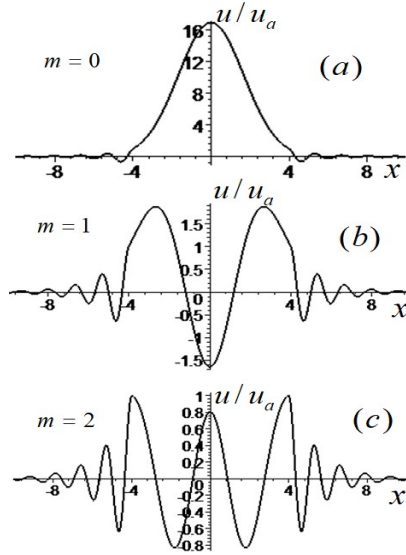 u / u_a
16
m = 0
(a)
12
8
4
-8 -4 0 4 8 x
u / u_a
m = 1
1.5
(b)
1
0.5
-8 -4 0 4 8 x
-0.5
-1
-1.5
u / u_a
1
m = 2
0.8
(c)
0.6
0.4
0.2
-8 -4 0 4 8 x
-0.2
-0.4
-0.6
-0.8